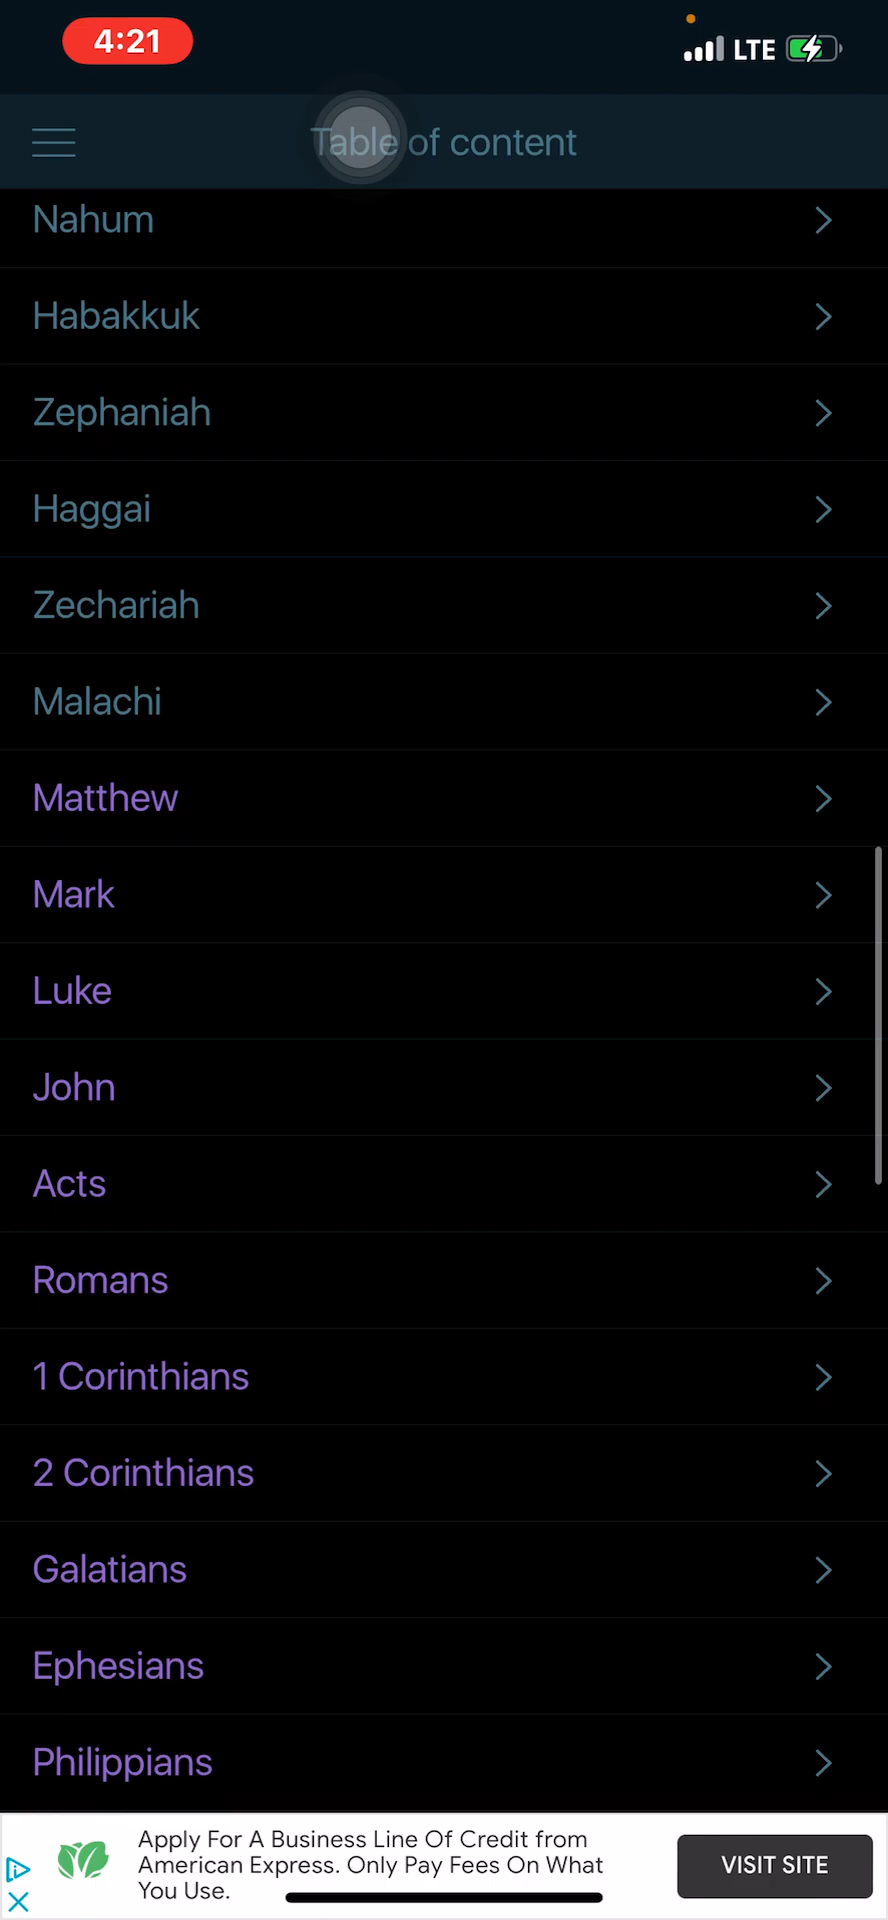 4:21
LTE
Table of content
Nahum
Habakkuk
Zephaniah
Haggai
Zechariah
Malachi
Matthew
Mark
Luke
John
Acts
Romans
1 Corinthians
2 Corinthians
Galatians
Ephesians
Philippians
Apply For A Business Line Of Credit from
American Express. Only Pay Fees On What
You Use.
VISIT SITE